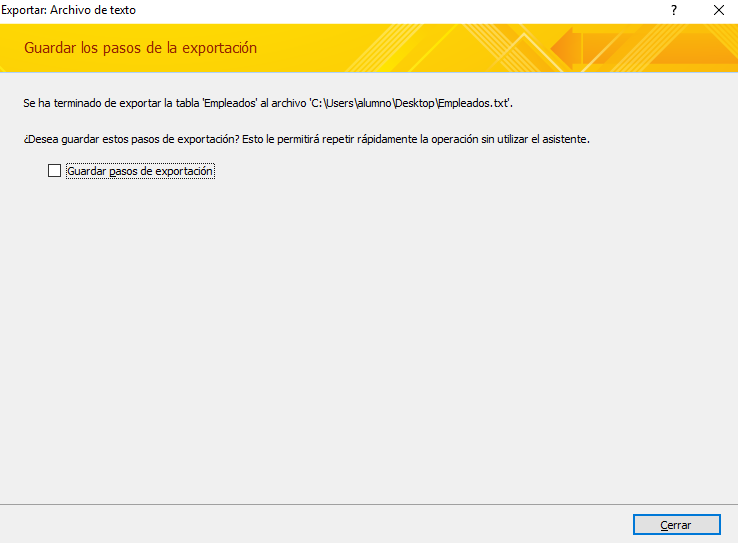 Exportar: Archivo de texto
?
Guardar los pasos de la exportación
Se ha terminado de exportar la tabla 'Empleados' al archivo 'C:\Users\alumno\Desktop\Empleados.txt'.
¿Desea guardar estos pasos de exportación? Esto le permitirá repetir rápidamente la operación sin utilizar el asistente.
Guardar pasos de exportación
Cerrar